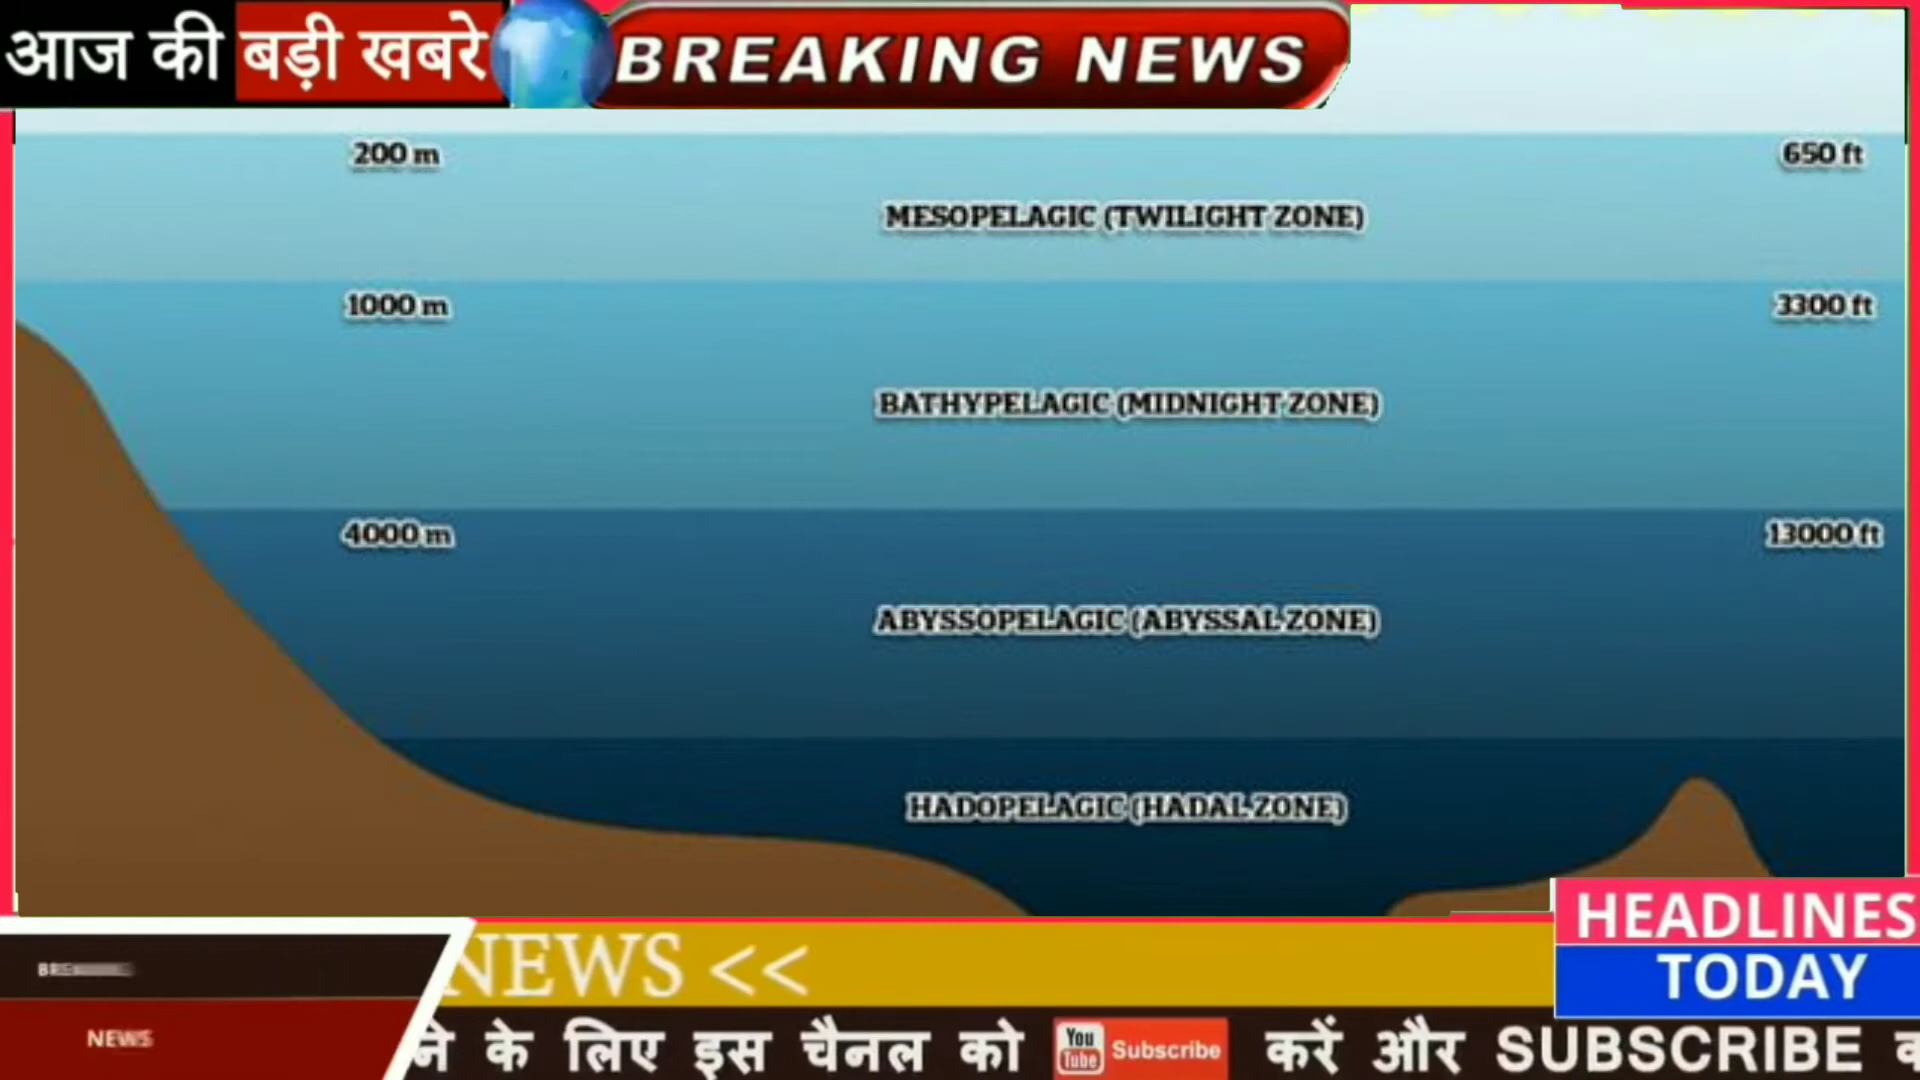 आज की बड़ी खबरे
BREAKING NEWS
200 m
650 ft
MESOPELAGIC (TWILIGHT ZONE)
1000 m
3300 ft
BATHYPELAGIC (MIDNIGHT ZONE)
4000 m
13000 ft
ABYSSOPELAGIC (ABYSSAL ZONE)
HADOPELAGIC (HADAL ZONE)
HEADLINES
TODAY
NEWS <<
NEWS
के लिए इस चैनल को You Tube Subscribe करें और SUBSCRIBE